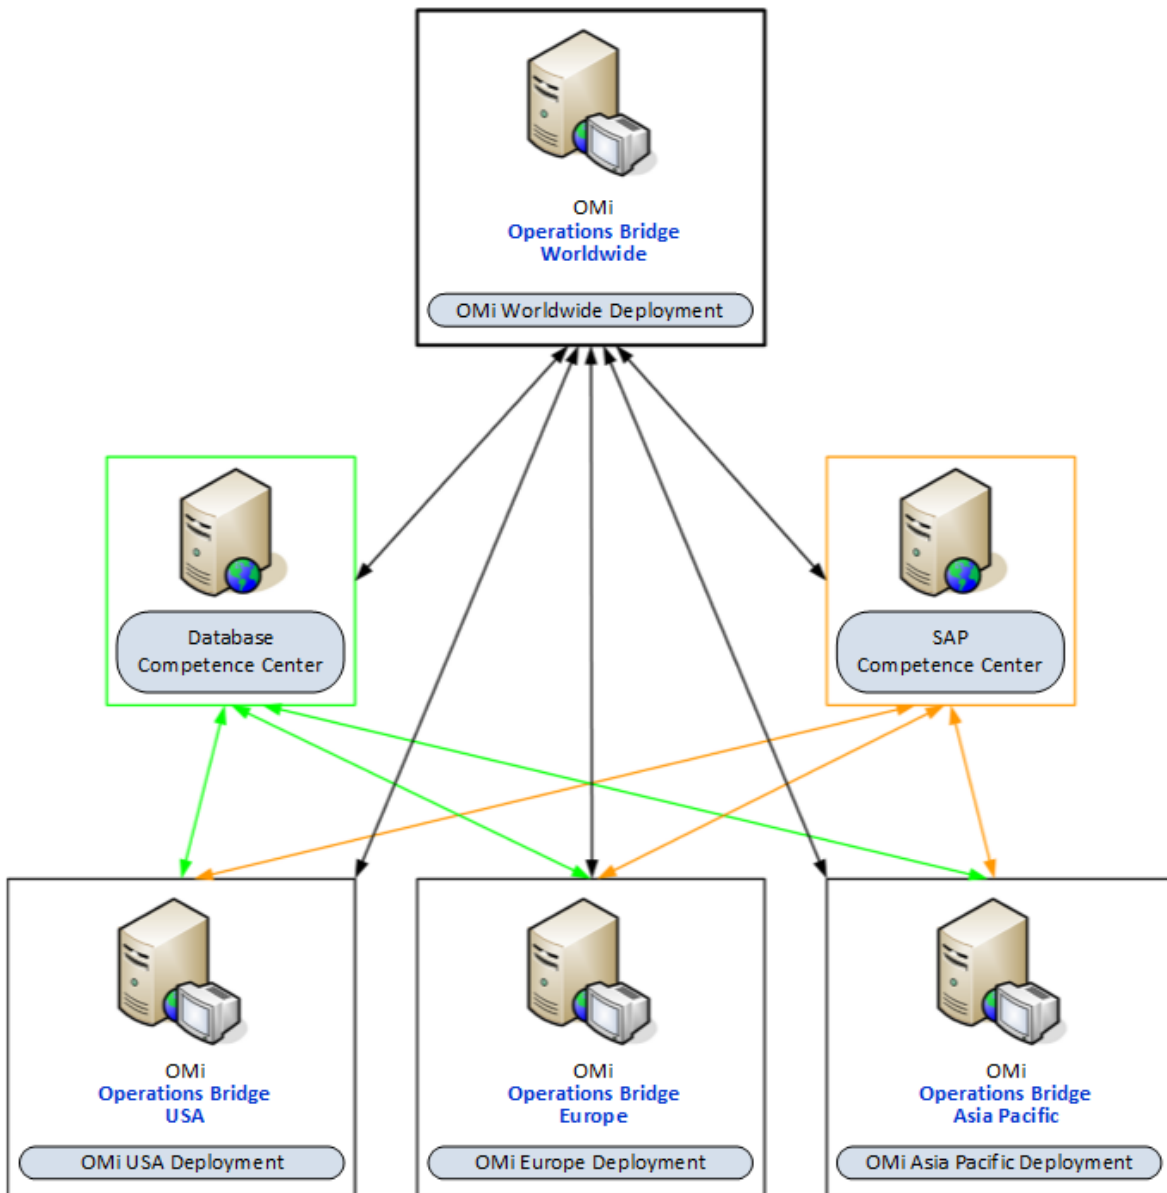 OMi
Operations Bridge
Worldwide
OMi Worldwide Deployment
Database
Competence Center
SAP
Competence Center
OMi
Operations Bridge
USA
OMi USA Deployment
OMi
Operations Bridge
Europe
OMi Europe Deployment
OMi
Operations Bridge
Asia Pacific
OMi Asia Pacific Deployment